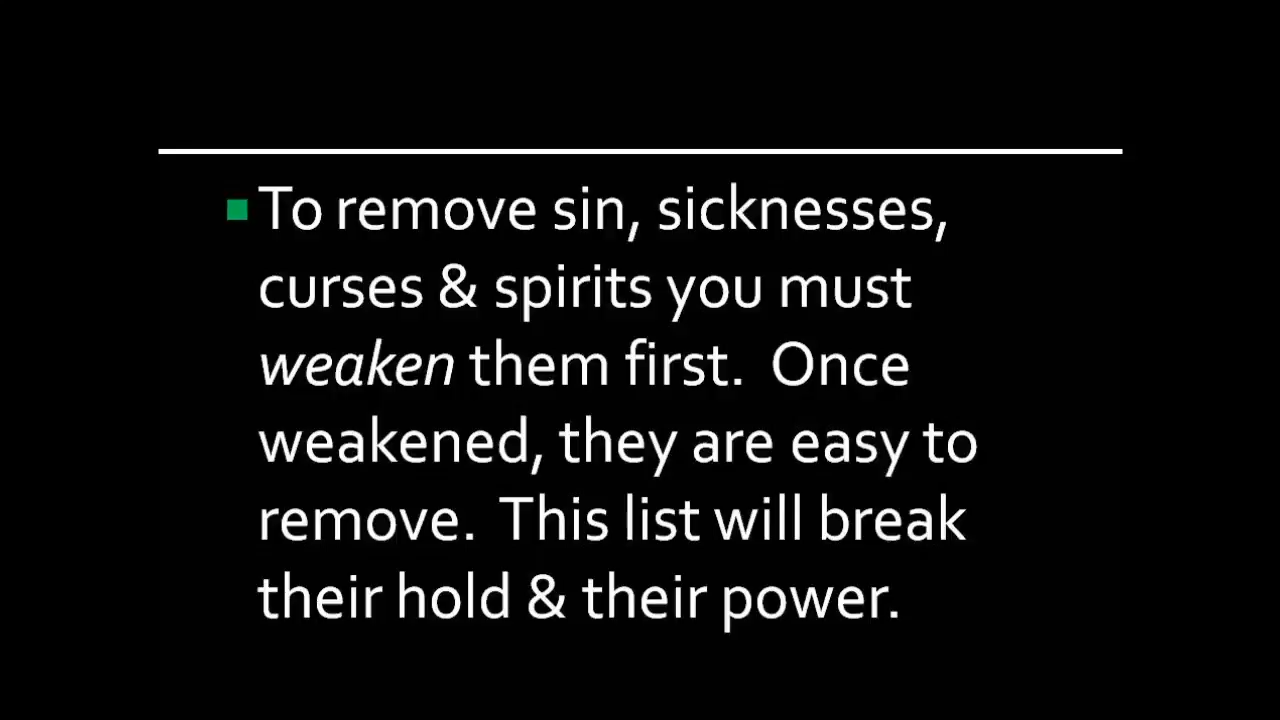 To remove sin, sicknesses,
curses & spirits you must
weaken them first.  Once
weakened, they are easy to
remove.  This list will break
their hold & their power.